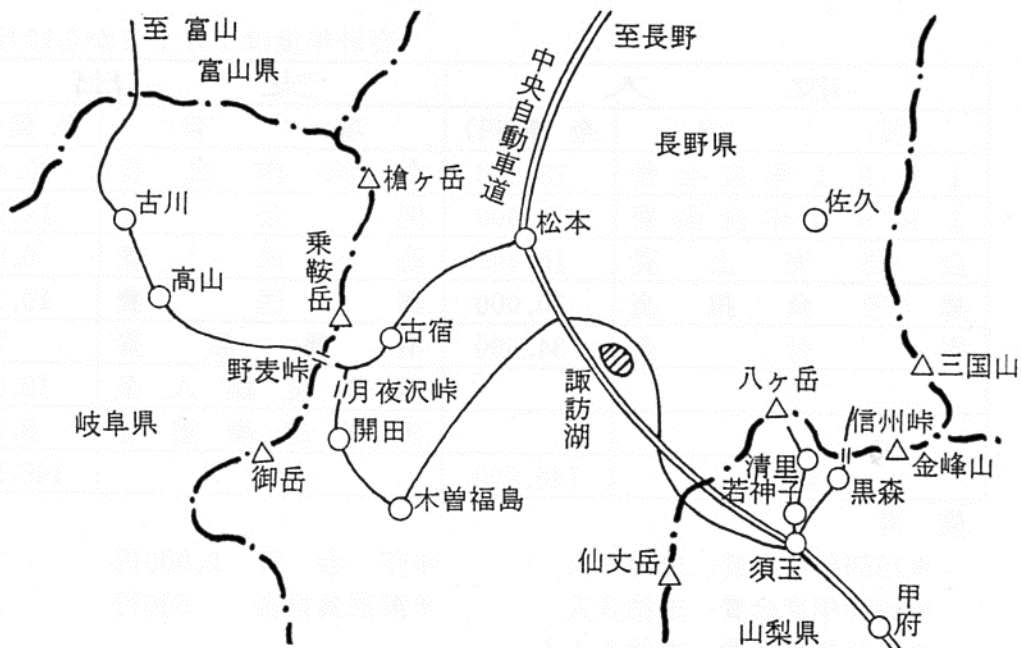 至 富山
富山県
至長野
中央自動車道
長野県
槍ヶ岳
佐久
古川
松本
乗鞍岳
高山
古宿
野麦峠
月夜沢峠
諏訪湖
三国山
八ヶ岳
信州峠
岐阜県
開田
御岳
清里
金峰山
若神子
黒森
木曽福島
仙丈岳
須玉
甲府
山梨県